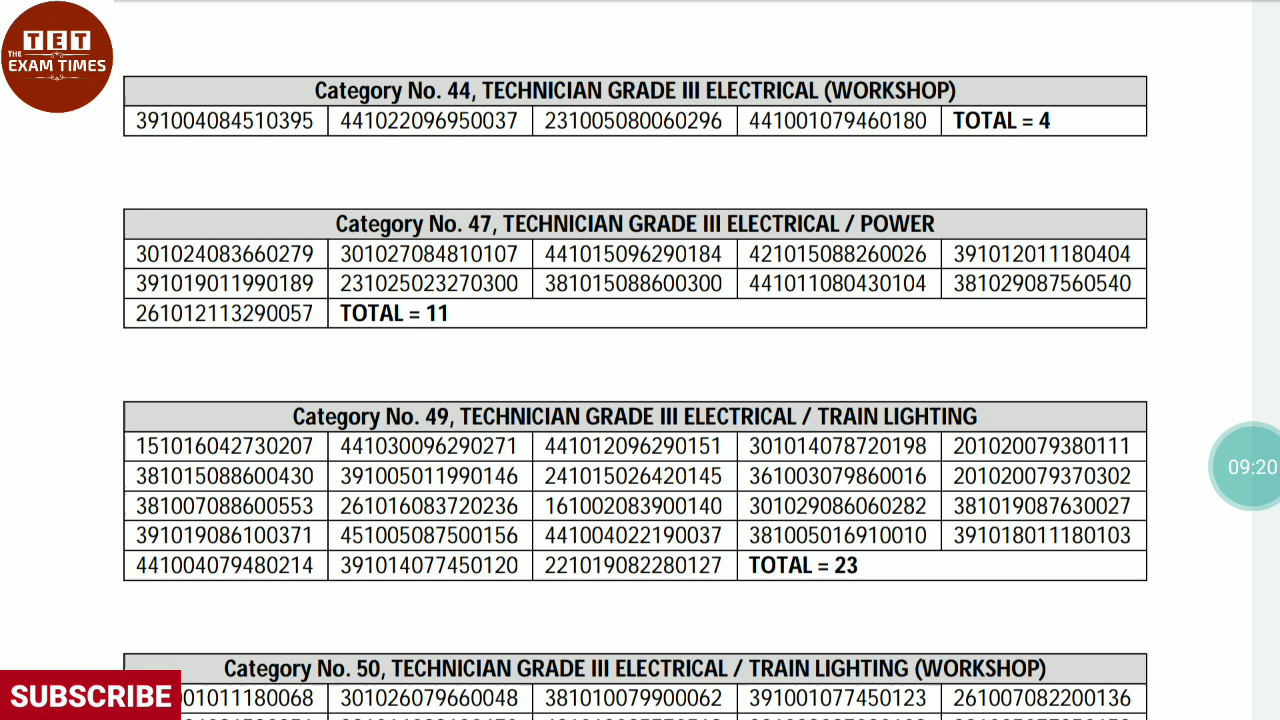 TET
THE
EXAM TIMES
Category No. 44, TECHNICIAN GRADE III ELECTRICAL (WORKSHOP)
391004084510395 441022096950037 231005080060296 441001079460180 TOTAL = 4
Category No. 47, TECHNICIAN GRADE III ELECTRICAL / POWER
301024083660279 301027084810107 441015096290184 421015088260026 391012011180404
391019011990189 231025023270300 381015088600300 441011080430104 381029087560540
261012113290057 TOTAL = 11
Category No. 49, TECHNICIAN GRADE III ELECTRICAL / TRAIN LIGHTING
151016042730207 441030096290271 441012096290151 301014078720198 201020079380111
381015088600430 391005011990146 241015026420145 361003079860016 201020079370302
381007088600553 261016083720236 161002083900140 301029086060282 381019087630027
391019086100371 451005087500156 441004022190037 381005016910010 391018011180103
441004079480214 391014077450120 221019082280127 TOTAL = 23
09:20
Category No. 50, TECHNICIAN GRADE III ELECTRICAL / TRAIN LIGHTING (WORKSHOP)
01011180068 301026079660048 381010079900062 391001077450123 261007082200136
SUBSCRIBE